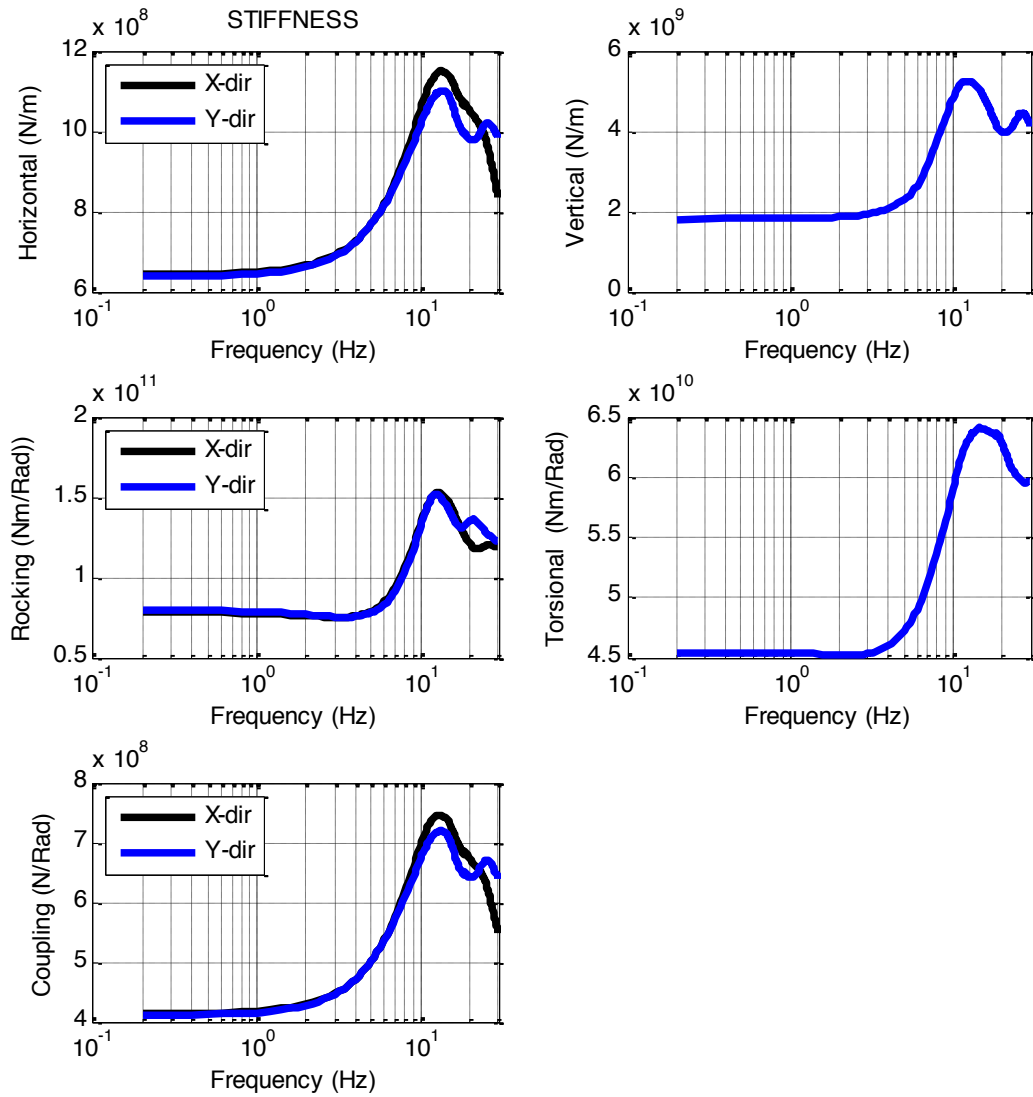 STIFFNESS
x 10^8
12
10
8
6
Horizontal (N/m)
X-dir
Y-dir
10^-1
10^0
10^1
Frequency (Hz)
x 10^9
6
4
2
0
Vertical (N/m)
10^-1
10^0
10^1
Frequency (Hz)
x 10^11
2
1.5
1
0.5
Rocking (Nm/Rad))
X-dir
Y-dir
10^-1
10^0
10^1
Frequency (Hz)
x 10^10
6.5
6
5.5
5
4.5
Torsional (Nm/Rad)
10^-1
10^0
10^1
Frequency (Hz)
x 10^8
8
7
6
5
4
Coupling (N/Rad)
X-dir
Y-dir
10^-1
10^0
10^1
Frequency (Hz)